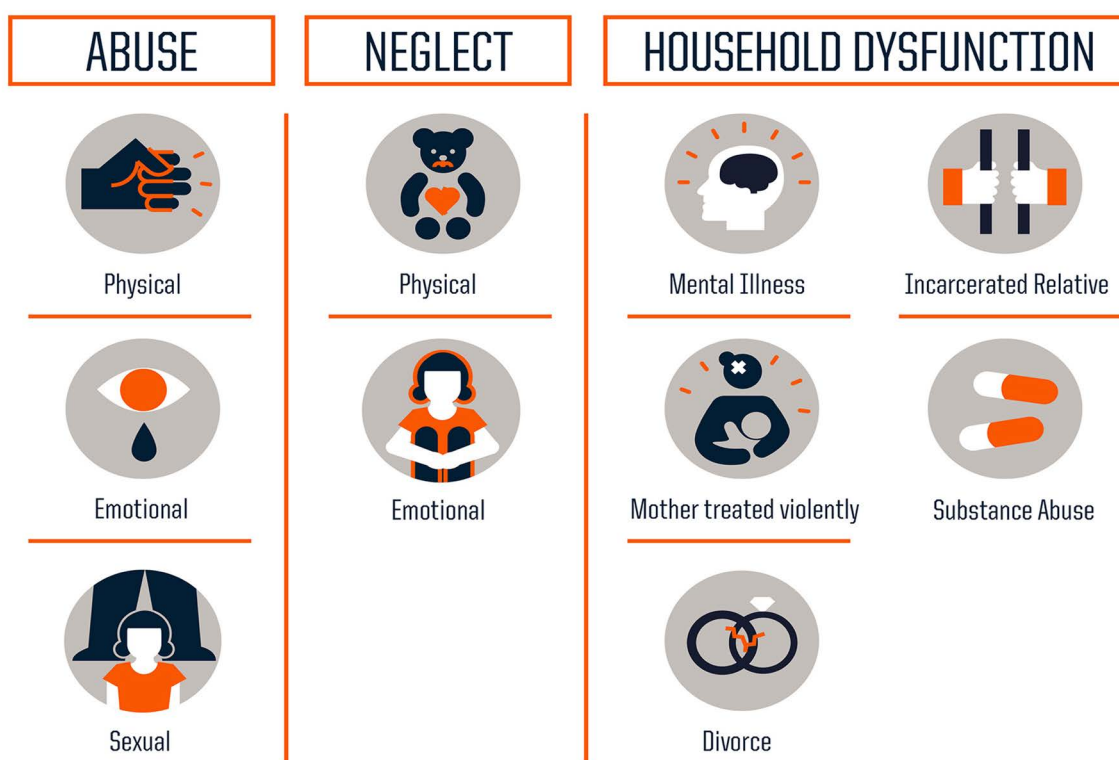 ABUSE
Physical
Emotional
Sexual
NEGLECT
Physical
Emotional
HOUSEHOLD DYSFUNCTION
Mental Illness
Incarcerated Relative
Mother treated violently
Substance Abuse
Divorce